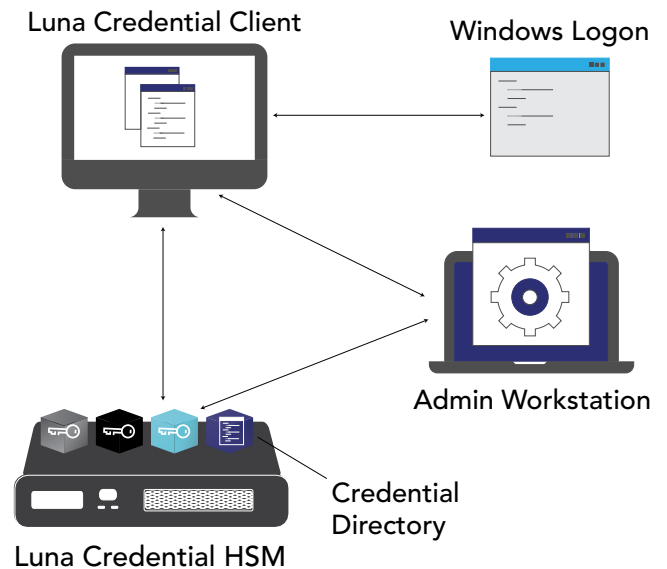 Luna Credential Client
Windows Logon
Admin Workstation
Credential
Directory
Luna Credential HSM